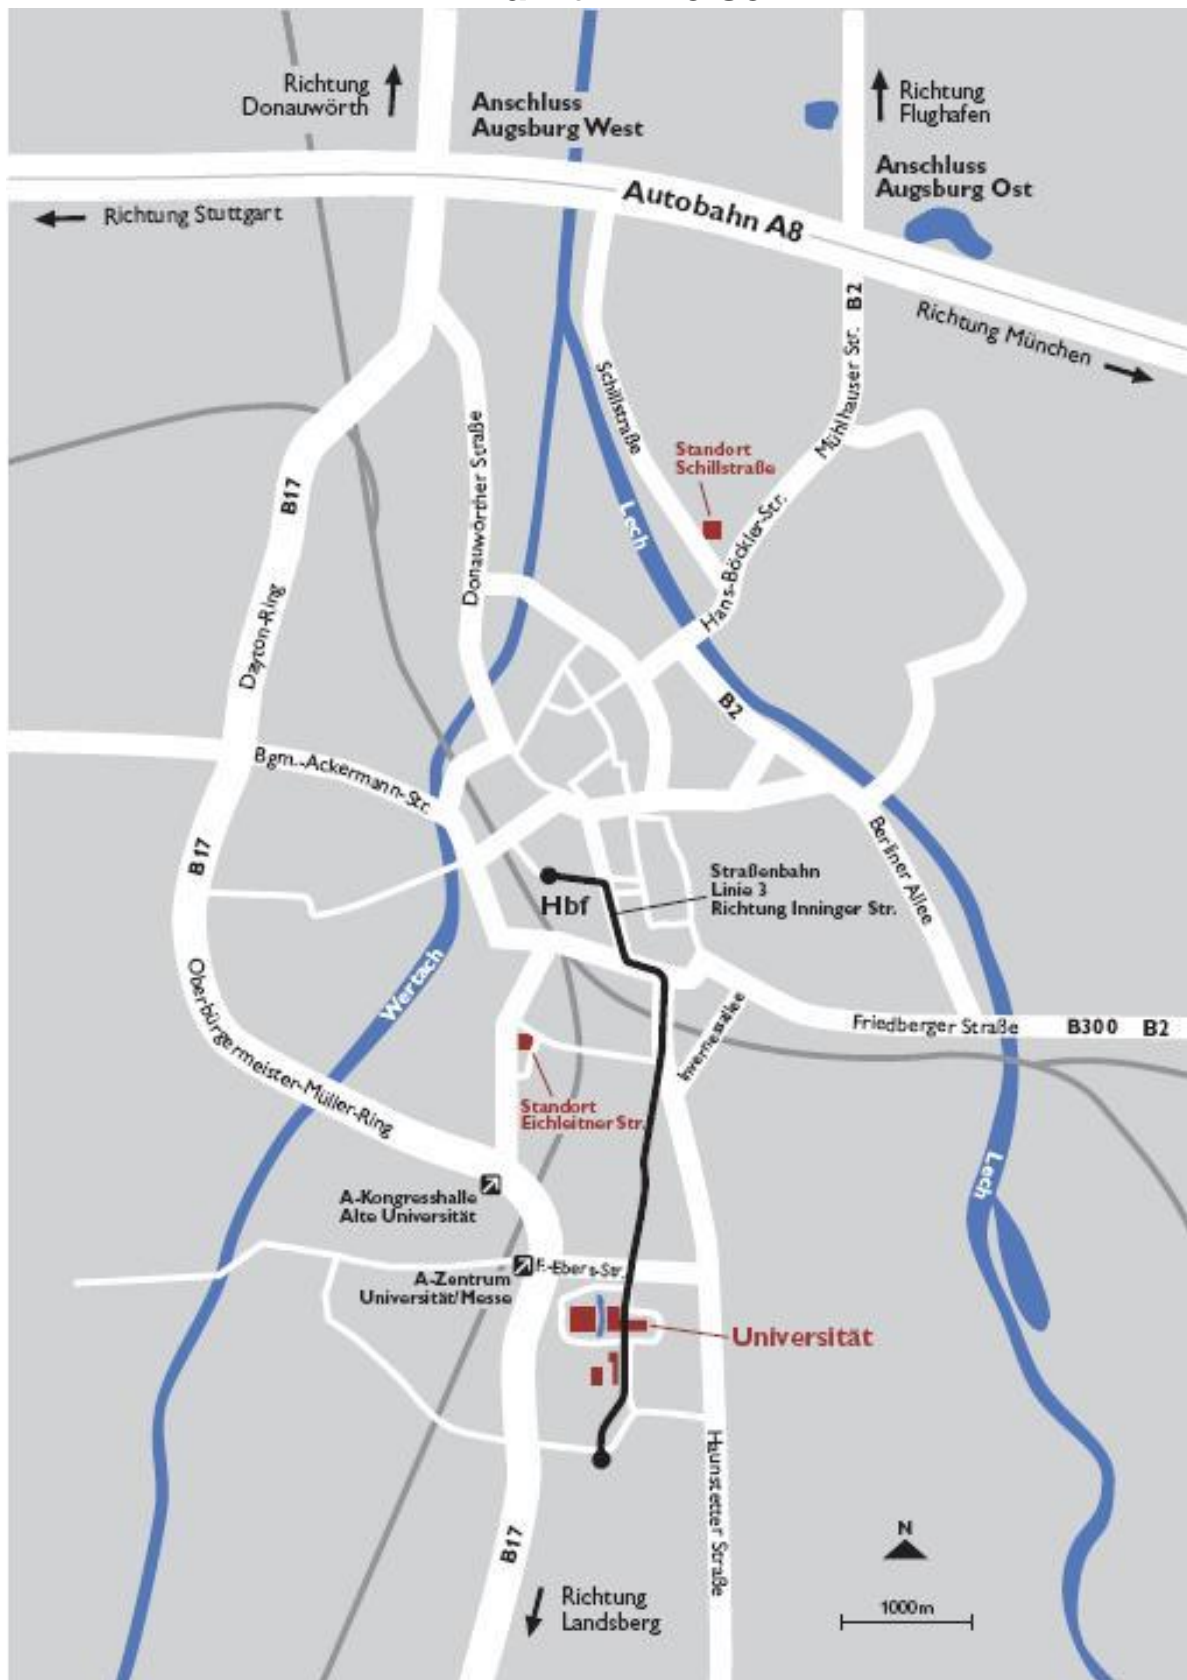 Richtung
Donauwörth
Anschluss
Augsburg West
Richtung
Flughafen
Anschluss
Augsburg Ost
Richtung Stuttgart
Autobahn A8
B2
Richtung München
Mühlhauser Str.
Schillstraße
Standort
Schillstraße
Donauwörther Straße
B17
Lech
Hans-Böckler-Str.
Dayton-Ring
B2
Bgm.-Ackermann-Str.
B17
Berliner Allee
Straßenbahn
Linie 3
Richtung Inninger Str.
Hbf
Wertach
Oberbürgermeister-Müller-Ring
Invernessallee
Friedberger Straße
B300
B2
Standort
Eichleitner Str.
Lech
A-Kongresshalle
Alte Universität
F.-Ebers-Str.
A-Zentrum
Universität/Messe
Universität
Haunstetter Straße
B17
N
Richtung
Landsberg
1000m